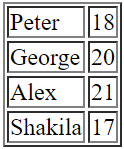 Peter 18
George 20
Alex 21
Shakila 17